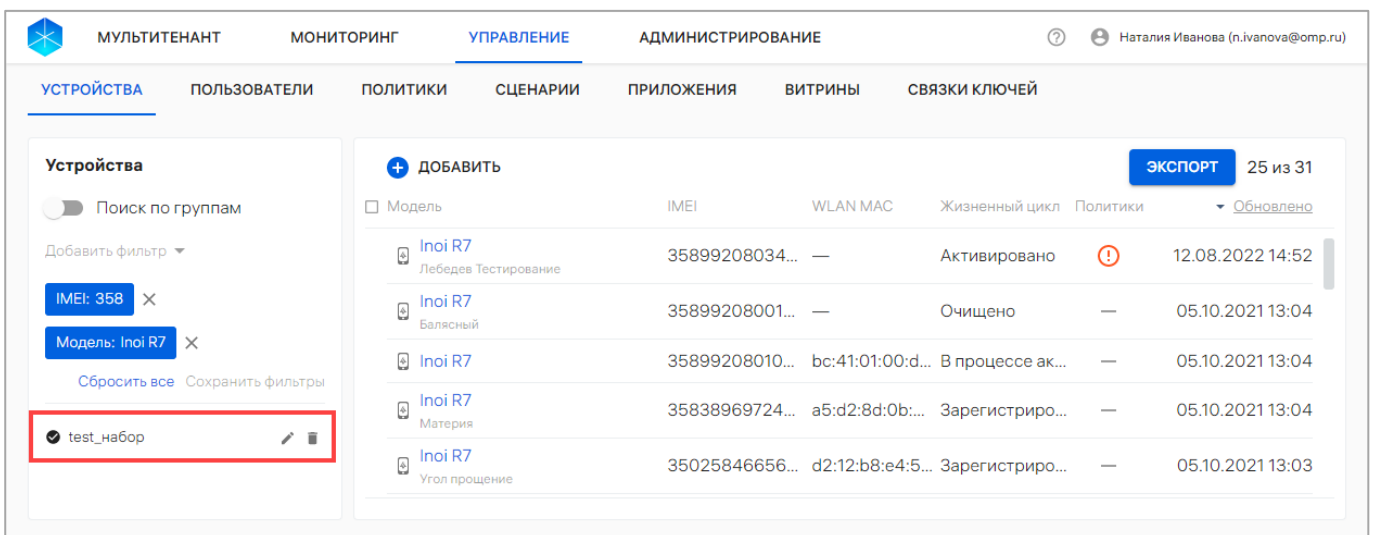 МУЛЬТИТЕНАНТ МОНИТОРИНГ УПРАВЛЕНИЕ АДМИНИСТРИРОВАНИЕ Наталия Иванова (n.ivanova@omp.ru)
УСТРОЙСТВА ПОЛЬЗОВАТЕЛИ ПОЛИТИКИ СЦЕНАРИИ ПРИЛОЖЕНИЯ ВИТРИНЫ СВЯЗКИ КЛЮЧЕЙ
Устройства
Поиск по группам
Добавить фильтр
IMEI: 358
Модель: Inoi R7
Сбросить все Сохранить фильтры
test_набор
ДОБАВИТЬ ЭКСПОРТ 25 из 31
Модель IMEI WLAN MAC Жизненный цикл Политики Обновлено
Inoi R7 35899208034... — Активировано 12.08.2022 14:52
Лебедев Тестирование
Inoi R7 35899208001... — Очищено — 05.10.2021 13:04
Балясный
Inoi R7 35899208010... bc:41:01:00:d... В процессе ак... — 05.10.2021 13:04
Inoi R7 35838969724... a5:d2:8d:0b:... Зарегистриро... — 05.10.2021 13:04
Материя
Inoi R7 35025846656... d2:12:b8:e4:5... Зарегистриро... — 05.10.2021 13:03
Угол прощение